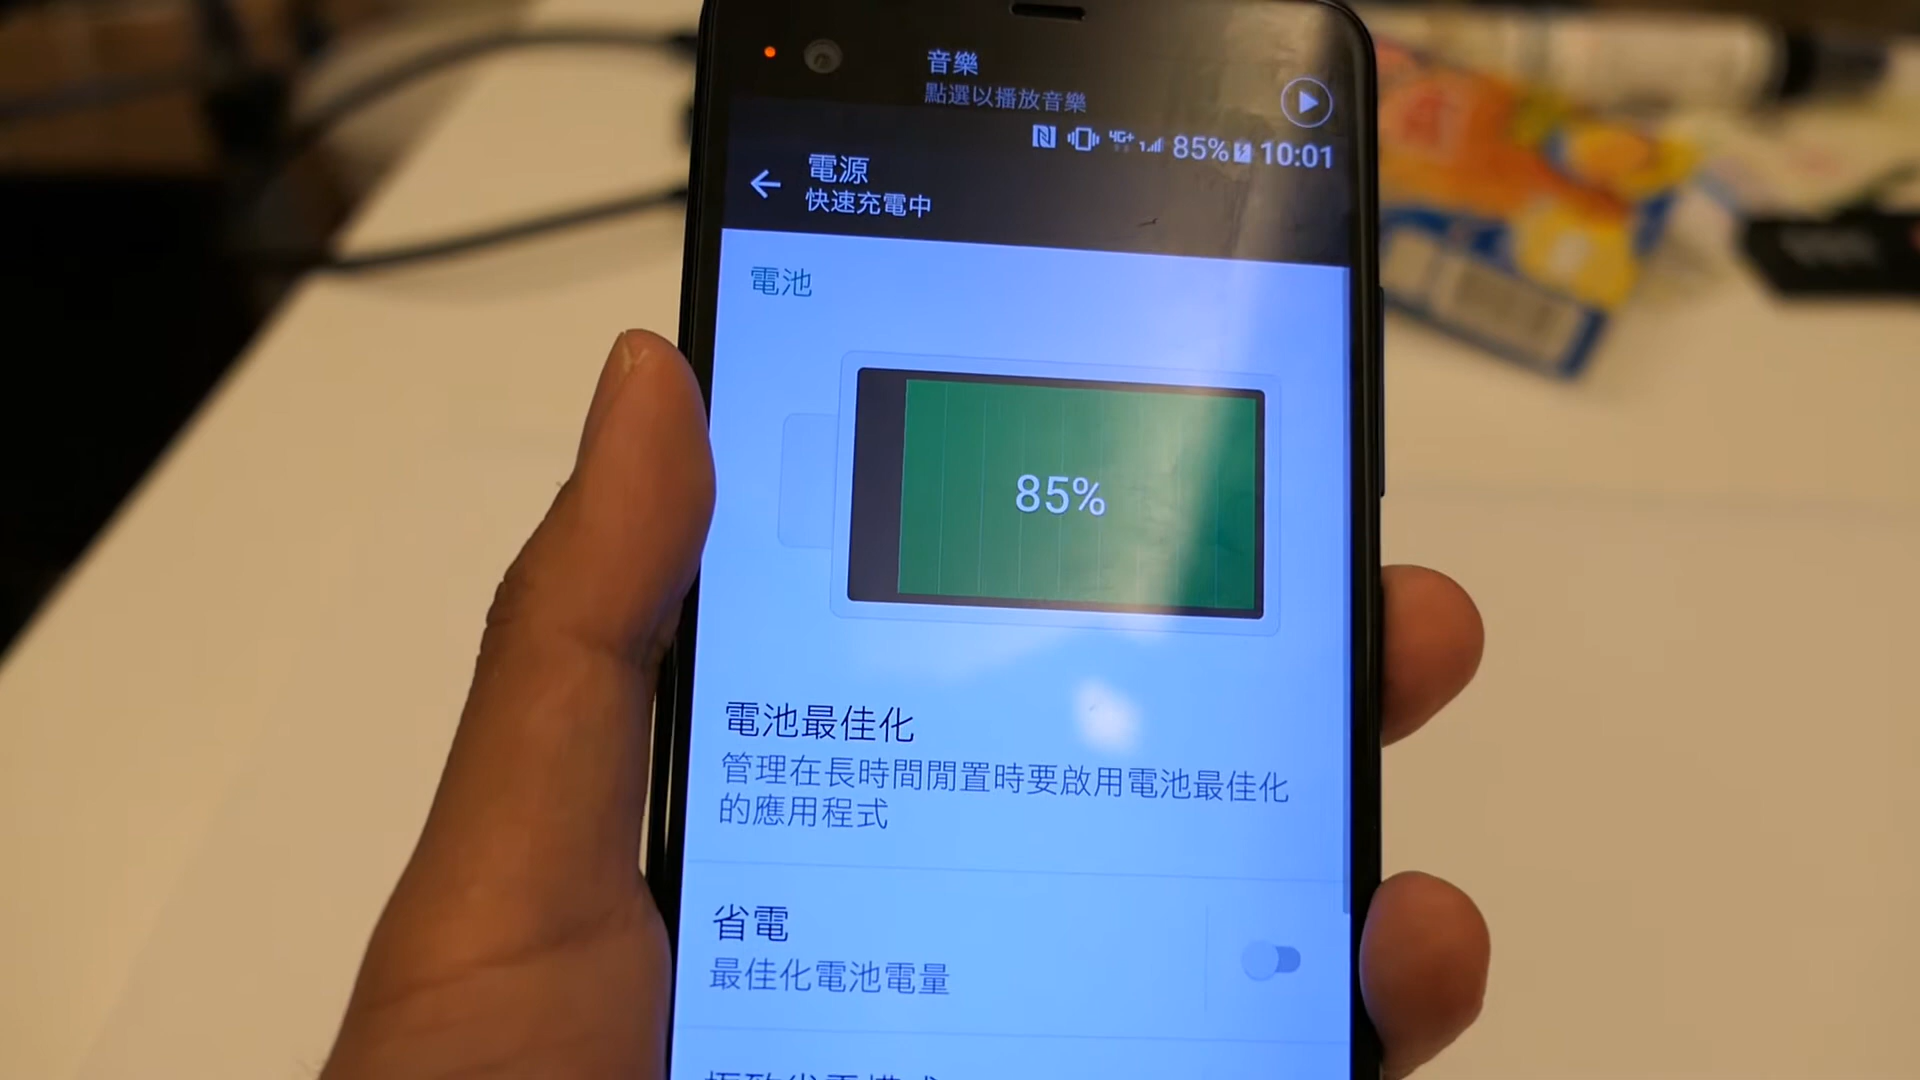 音樂
點選以播放音樂
4G+ 85% 10:01
電源
快速充電中
電池
85%
電池最佳化
管理在長時間閒置時要啟用電池最佳化
的應用程式
省電
最佳化電池電量